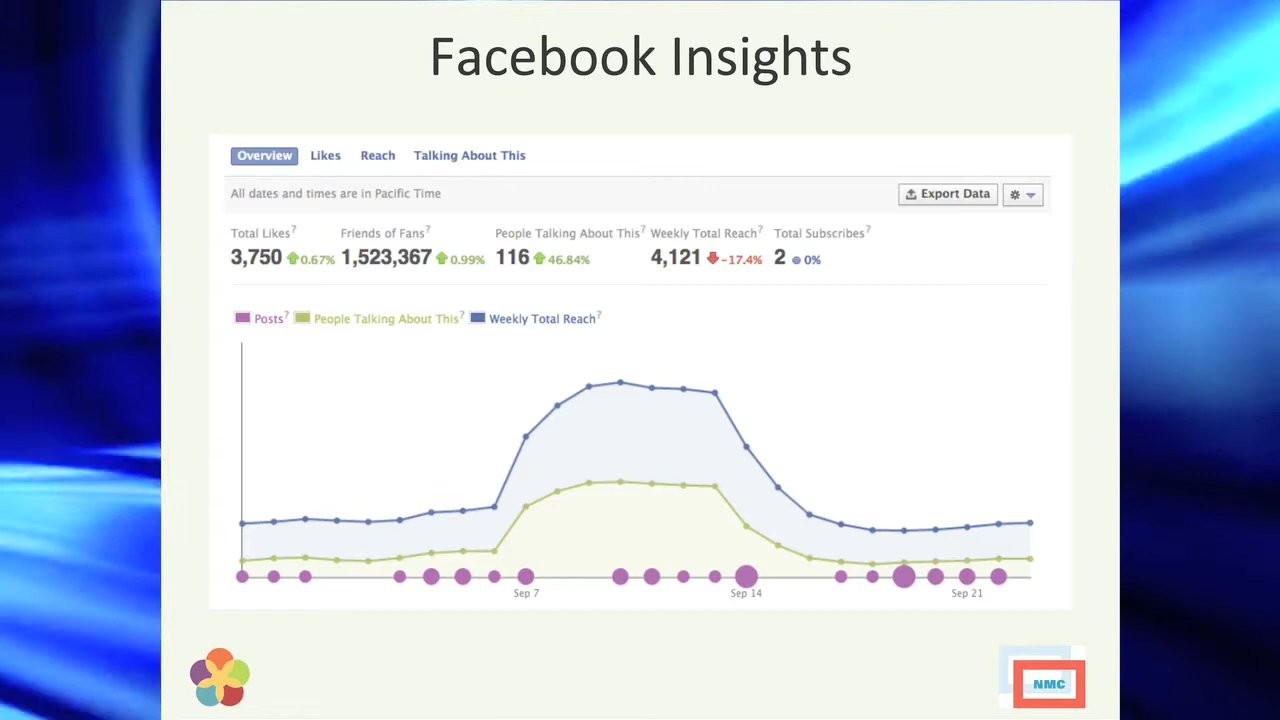 Facebook Insights
Overview Likes Reach Talking About This
All dates and times are in Pacific Time Export Data
Total Likes? Friends of Fans? People Talking About This? Weekly Total Reach? Total Subscribes?
3,750 0.67% 1,523,367 0.99% 116 46.84% 4,121 -17.4% 2 0%
Posts? People Talking About This? Weekly Total Reach?
Sep 7 Sep 14 Sep 21
NMC